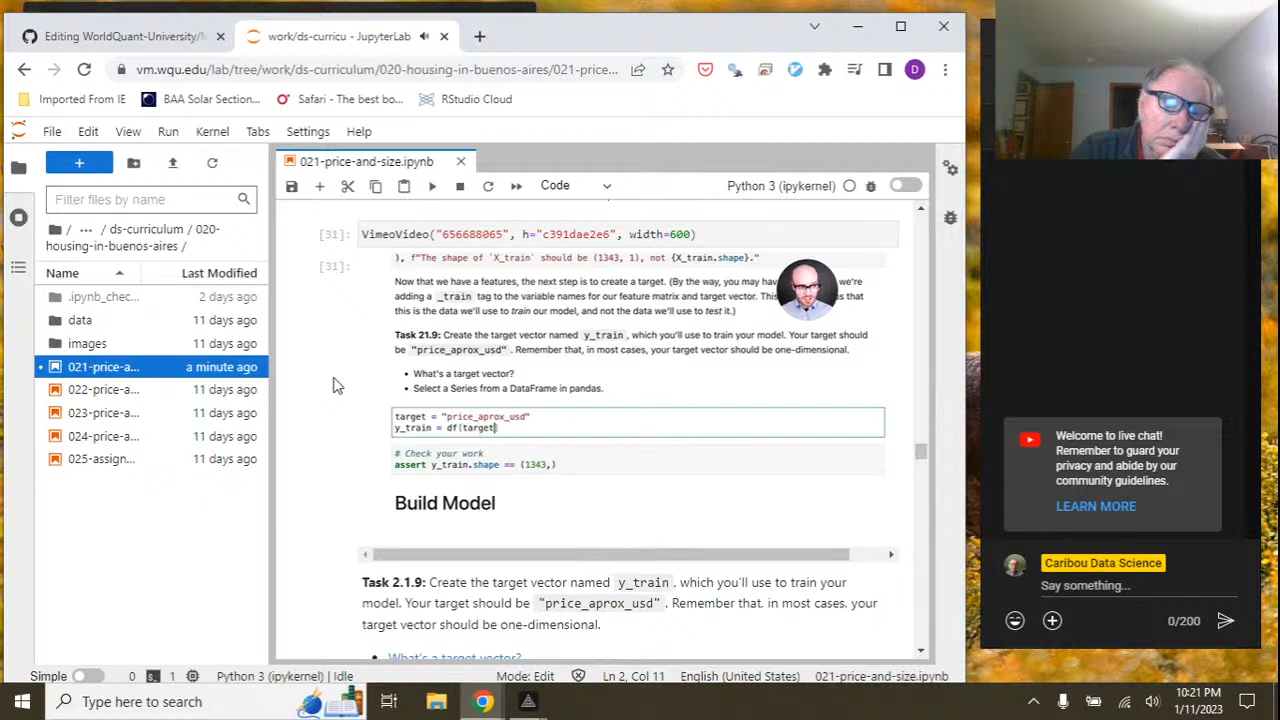 Editing WorldQuant-University/
work/ds-curricu - JupyterLab
vm.wqu.edu/lab/tree/work/ds-curriculum/020-housing-in-buenos-aires/021-price...
D
Imported From IE
BAA Solar Section...
Safari - The best bo...
RStudio Cloud
File Edit View Run Kernel Tabs Settings Help
021-price-and-size.ipynb
Code
Python 3 (ipykernel)
Filter files by name
/ ... / ds-curriculum / 020-
housing-in-buenos-aires /
Name Last Modified
.ipynb_chec... 2 days ago
data 11 days ago
images 11 days ago
021-price-a... a minute ago
022-price-a... 11 days ago
023-price-a... 11 days ago
024-price-a... 11 days ago
025-assign... 11 days ago
[31]: VimeoVideo("656688065", h="c391dae2e6", width=600)
[31]:
), f"The shape of `X_train` should be (1343, 1), not {X_train.shape}."
Now that we have a features, the next step is to create a target. (By the way, you may hav we're
adding a _train tag to the variable names for our feature matrix and target vector. This s that
this is the data we'll use to train our model, and not the data we'll use to test it.)
Task 21.9: Create the target vector named y_train, which you'll use to train your model. Your target should
be "price_aprox_usd". Remember that, in most cases, your target vector should be one-dimensional.
• What's a target vector?
• Select a Series from a DataFrame in pandas.
target = "price_aprox_usd"
y_train = df[target]
# Check your work
assert y_train.shape == (1343,)
Build Model
Task 2.1.9: Create the target vector named y_train, which you'll use to train your
model. Your target should be "price_aprox_usd". Remember that, in most cases, your
target vector should be one-dimensional.
• What's a target vector?
Simple 0 1 Python 3 (ipykernel) | Idle
Mode: Edit Ln 2, Col 11 English (United States) 021-price-and-size.ipynb
Welcome to live chat!
Remember to guard your
privacy and abide by our
community guidelines.
LEARN MORE
Caribou Data Science
Say something...
0/200
Type here to search
10:21 PM
1/11/2023